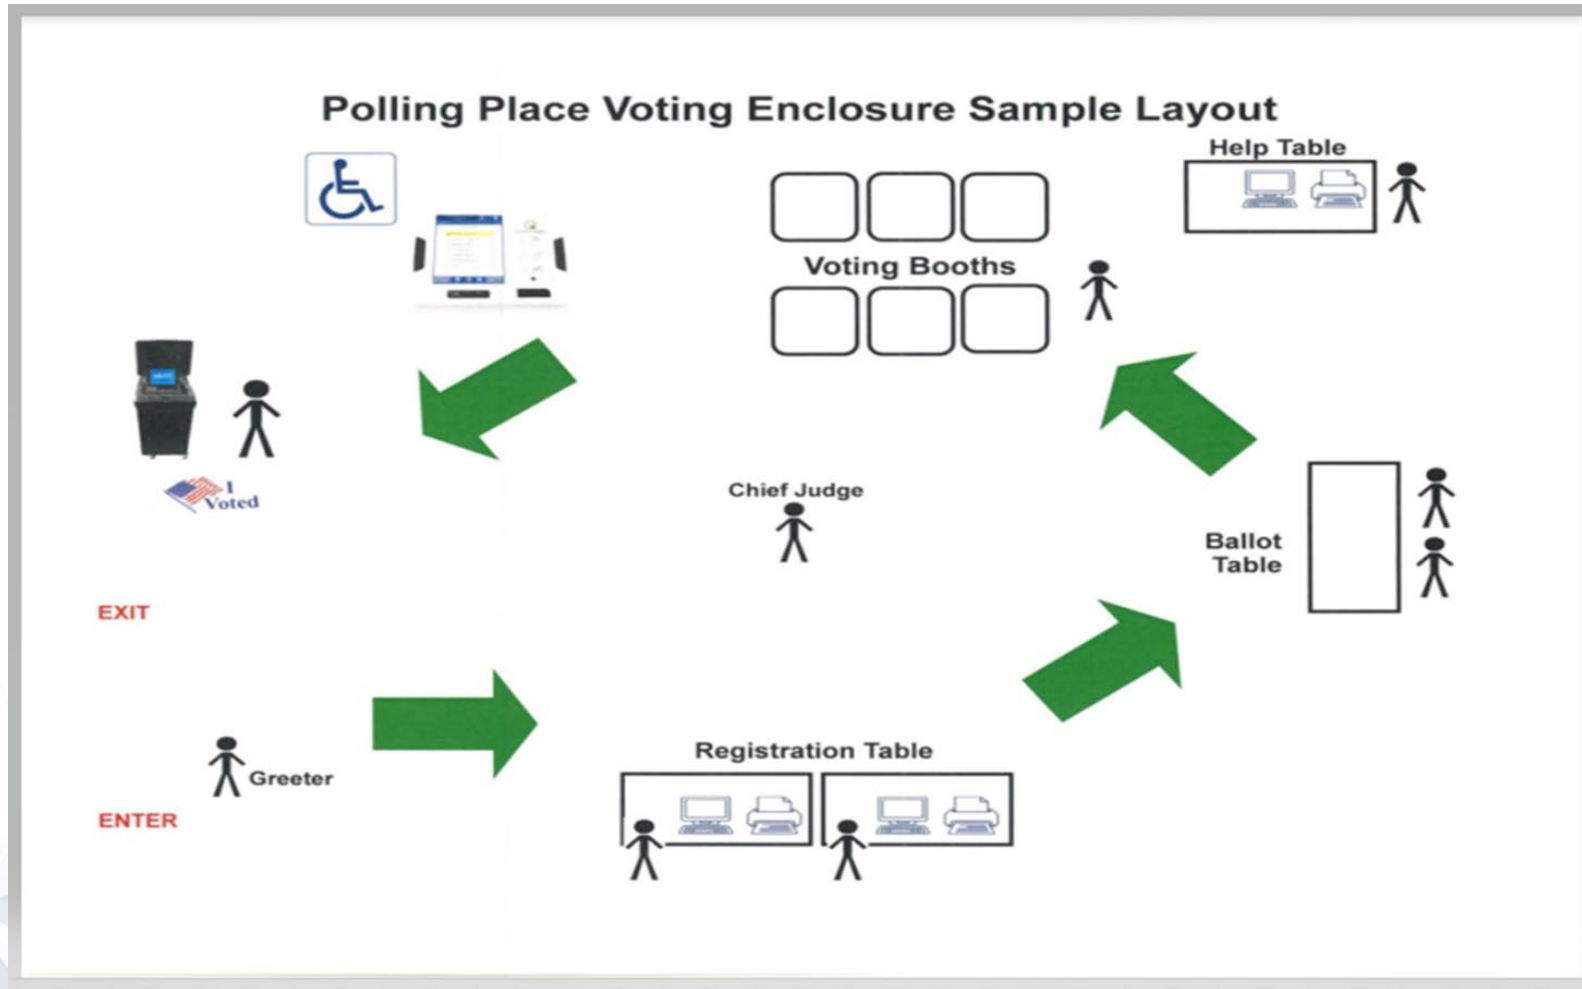 Polling Place Voting Enclosure Sample Layout
Help Table
Voting Booths
I
Voted
Chief Judge
Ballot
Table
EXIT
Registration Table
Greeter
ENTER